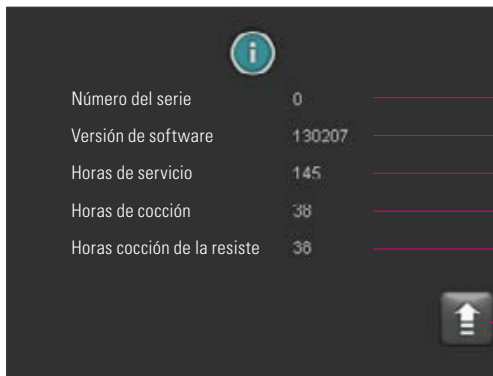 i
Número del serie 0
Versión de software 130207
Horas de servicio 145
Horas de cocción 38
Horas cocción de la resiste 38